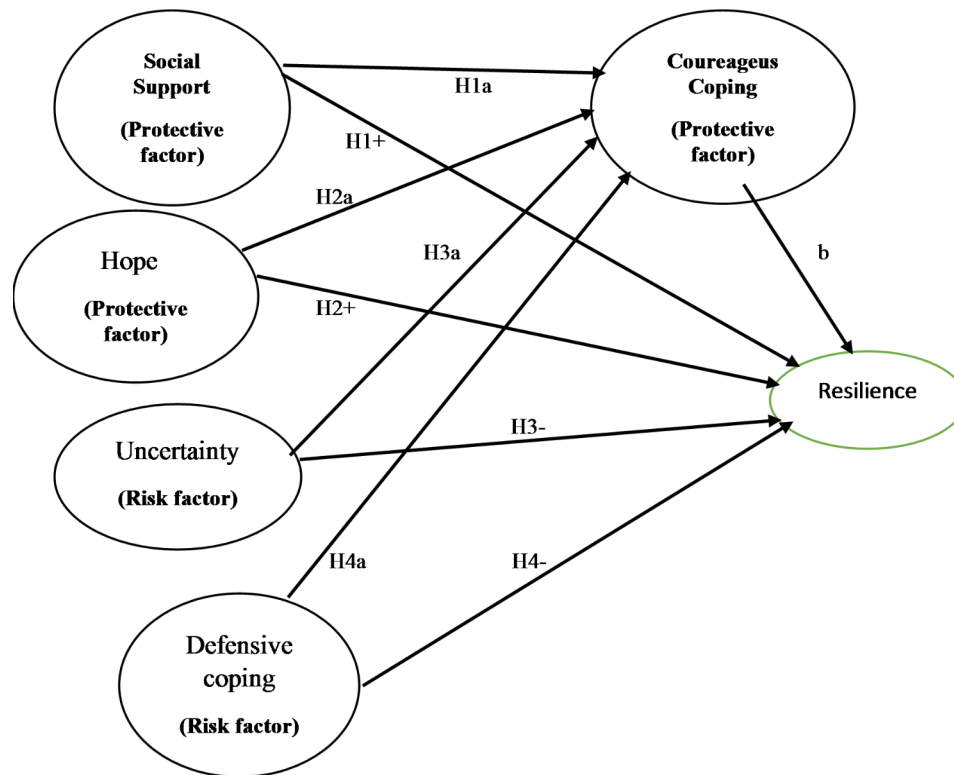 Social
Support
(Protective
factor)
Coureageus
Coping
(Protective
factor)
H1a
H1+
H2a
Hope
(Protective
factor)
H3a
b
H2+
Resilience
Uncertainty
(Risk factor)
H3-
H4a
H4-
Defensive
coping
(Risk factor)